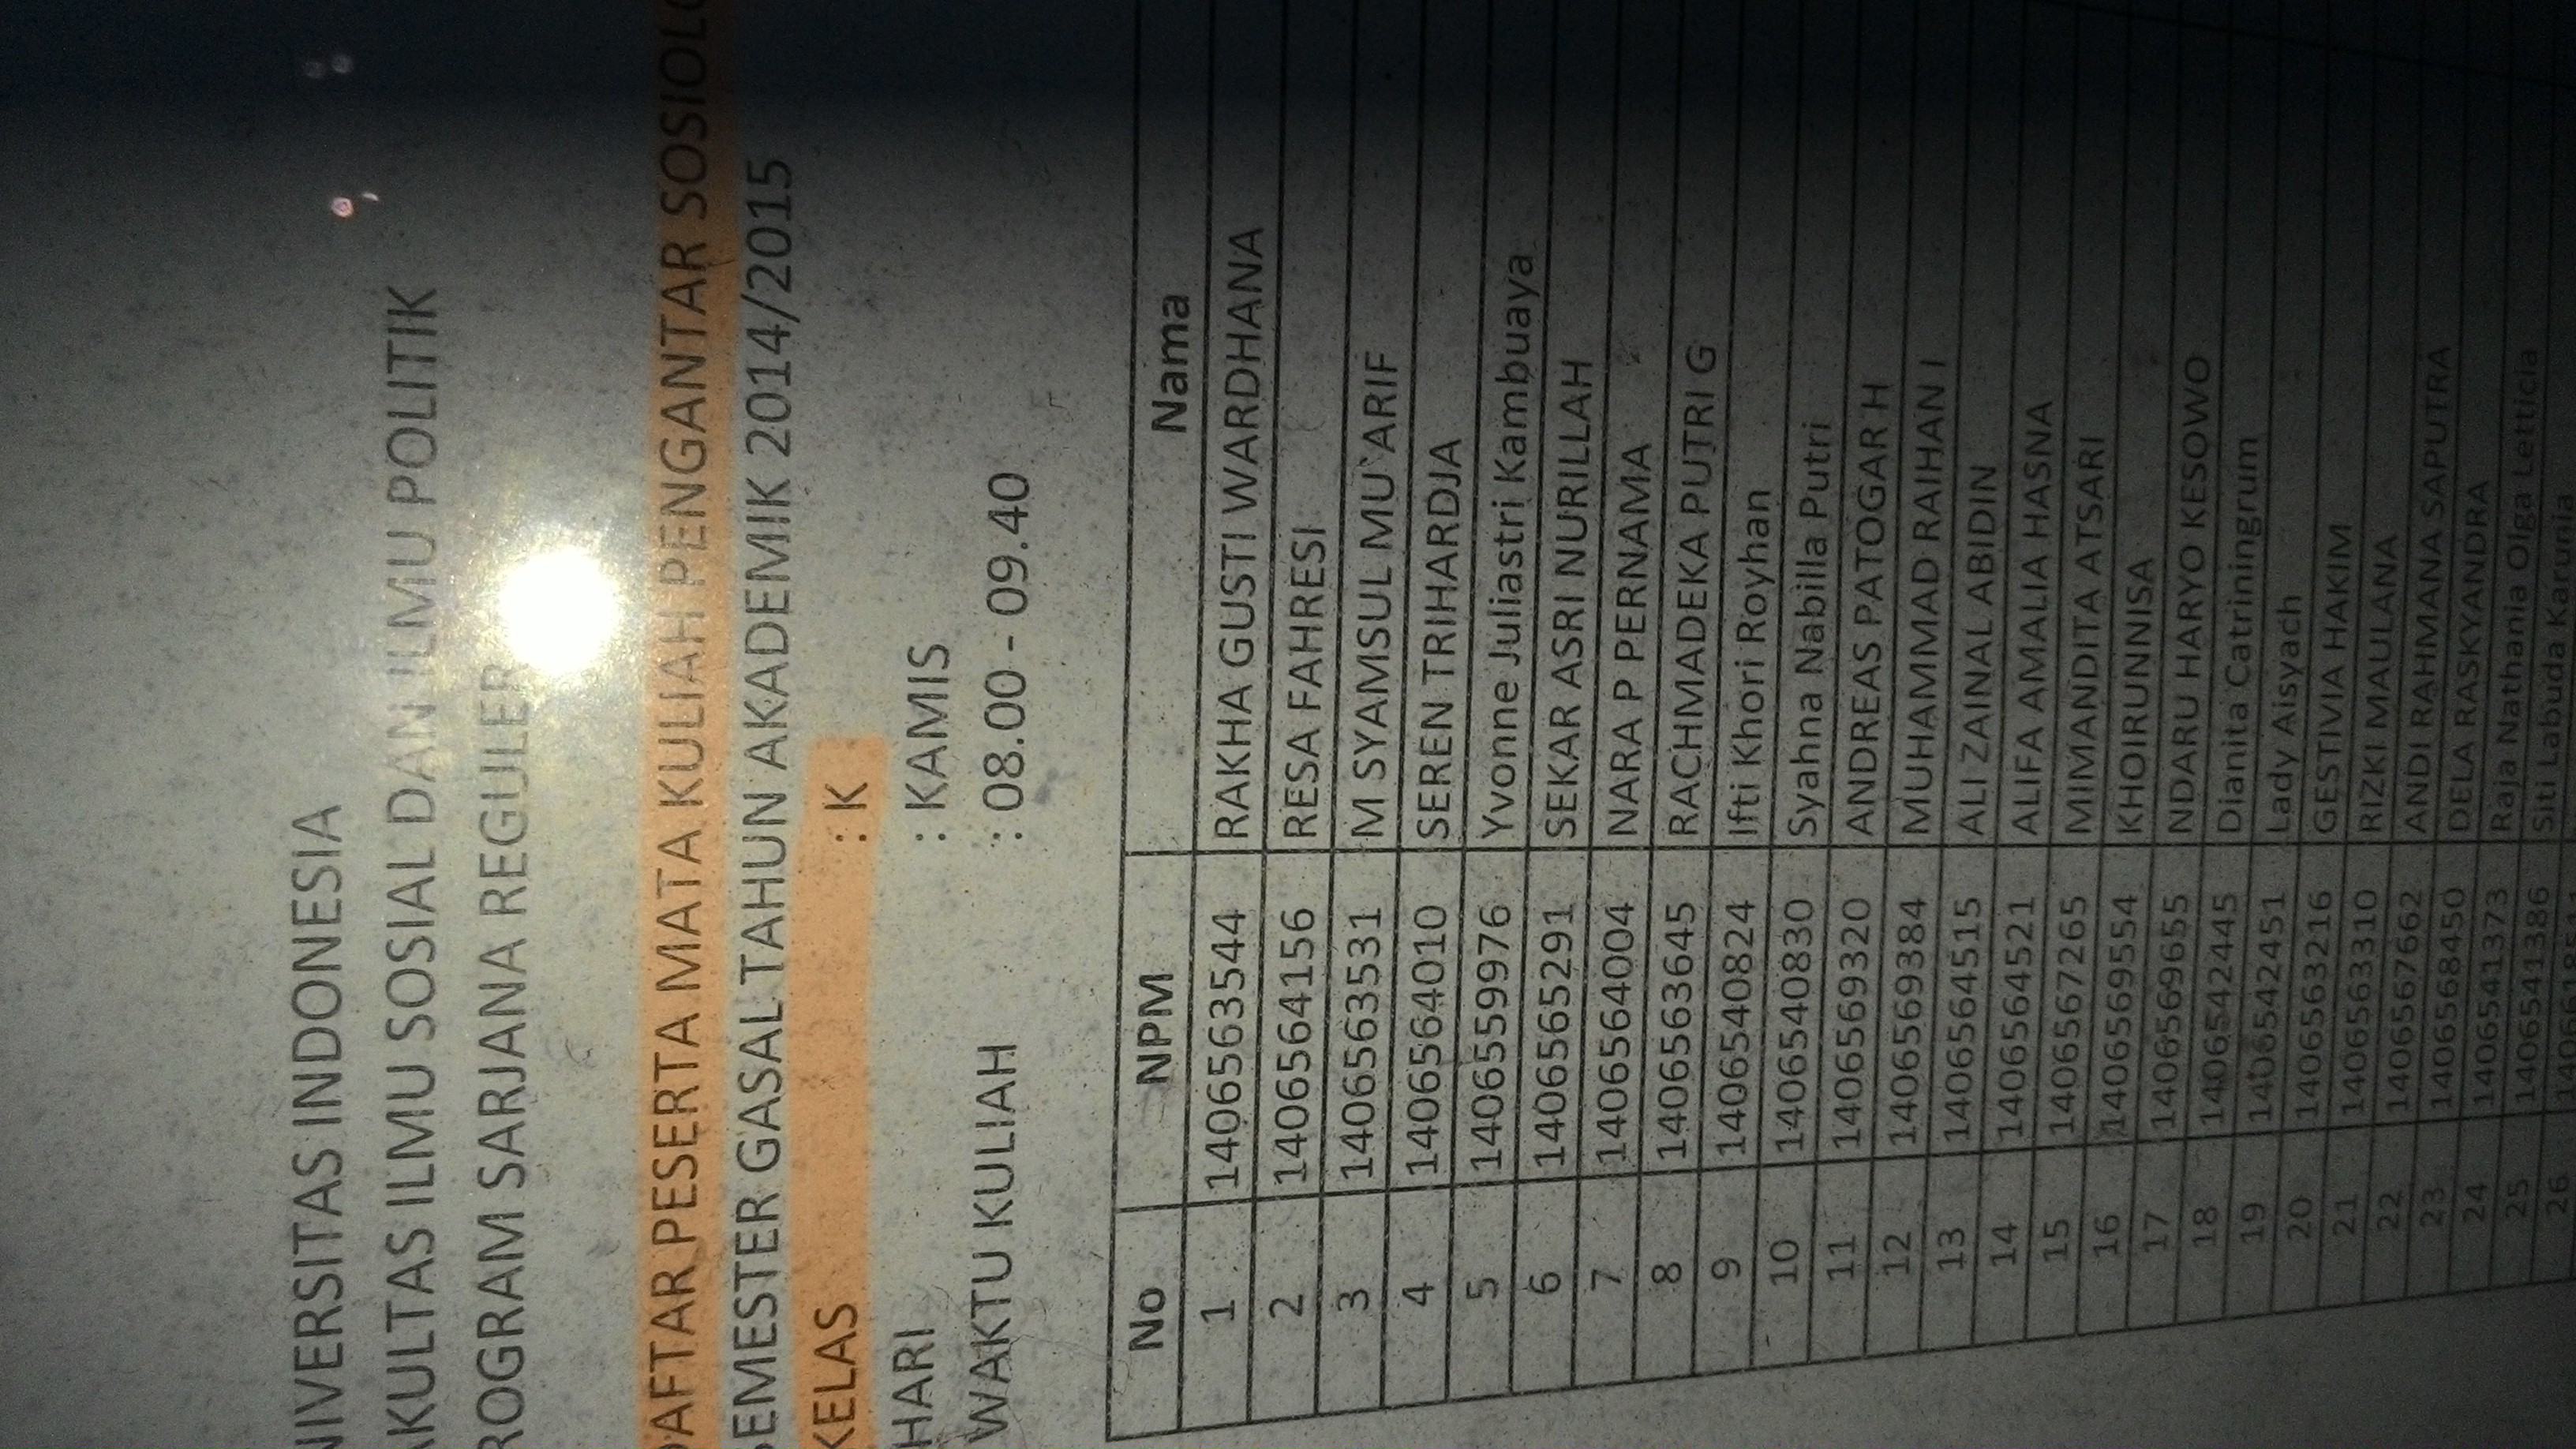 NIVERSITAS INDONESIA
AKULTAS ILMU SOSIAL DAN ILMU POLITIK
ROGRAM SARJANA REGULER
DAFTAR PESERTA MATA KULIAH PENGANTAR SOSIOLO
SEMESTER GASAL TAHUN AKADEMIK 2014/2015
KELAS : K
HARI : KAMIS
WAKTU KULIAH : 08.00 - 09.40
No NPM Nama
1 1406563544 RAKHA GUSTI WARDHANA
2 1406564156 RESA FAHRESI
3 1406563531 M SYAMSUL MU`ARIF
4 1406564010 SEREN TRIHARDJA
5 1406559976 Yvonne Juliastri Kambuaya
6 1406565291 SEKAR ASRI NURILLAH
7 1406564004 NARA P PERNAMA
8 1406563645 RACHMADEKA PUTRI G
9 1406540824 Ifti Khori Royhan
10 1406540830 Syahna Nabilla Putri
11 1406569320 ANDREAS PATOGAR H
12 1406569384 MUHAMMAD RAIHAN I
13 1406564515 ALI ZAINAL ABIDIN
14 1406564521 ALIFA AMALIA HASNA
15 1406567265 MIMANDITA ATSARI
16 1406569554 KHOIRUNNISA
17 1406569655 NDARU HARYO KESOWO
18 1406542445 Dianita Catriningrum
19 1406542451 Lady Aisyach
20 1406563216 GESTIVIA HAKIM
21 1406563310 RIZKI MAULANA
22 1406567662 ANDI RAHMANA SAPUTRA
23 1406568450 DELA RASKYANDRA
24 1406541373 Raja Nathania Olga Letticia
25 1406541386 Siti Labuda Karunia
26